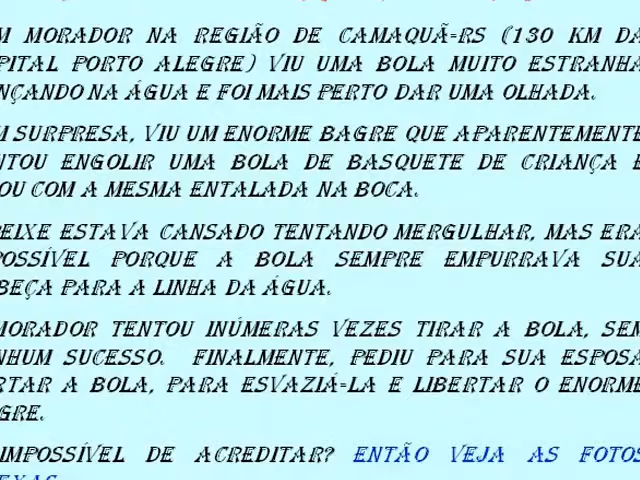 M MORADOR NA REGIÃO DE CAMAQUÃ-RS (130 KM DA
PITAL PORTO ALEGRE) VIU UMA BOLA MUITO ESTRANHA
NÇANDO NA ÁGUA E FOI MAIS PERTO DAR UMA OLHADA.
M SURPRESA, VIU UM ENORME BAGRE QUE APARENTEMENTE
NTOU ENGOLIR UMA BOLA DE BASQUETE DE CRIANÇA E
OU COM A MESMA ENTALADA NA BOCA.
EIXE ESTAVA CANSADO TENTANDO MERGULHAR, MAS ERA
POSSÍVEL PORQUE A BOLA SEMPRE EMPURRAVA SUA
BEÇA PARA A LINHA DA ÁGUA.
MORADOR TENTOU INÚMERAS VEZES TIRAR A BOLA, SEM
NHUM SUCESSO. FINALMENTE, PEDIU PARA SUA ESPOSA
RTAR A BOLA, PARA ESVAZIÁ-LA E LIBERTAR O ENORME
GRE.
IMPOSSÍVEL DE ACREDITAR? ENTÃO VEJA AS FOTOS